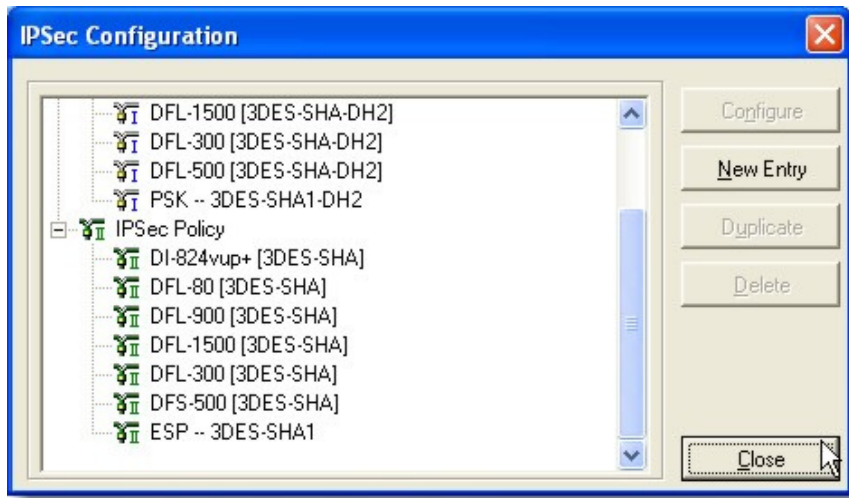 IPSec Configuration
DFL-1500 [3DES-SHA-DH2]
DFL-300 [3DES-SHA-DH2]
DFL-500 [3DES-SHA-DH2]
PSK -- 3DES-SHA1-DH2
IPSec Policy
DI-824vup+ [3DES-SHA]
DFL-80 [3DES-SHA]
DFL-900 [3DES-SHA]
DFL-1500 [3DES-SHA]
DFL-300 [3DES-SHA]
DFS-500 [3DES-SHA]
ESP -- 3DES-SHA1
Configure
New Entry
Duplicate
Delete
Close